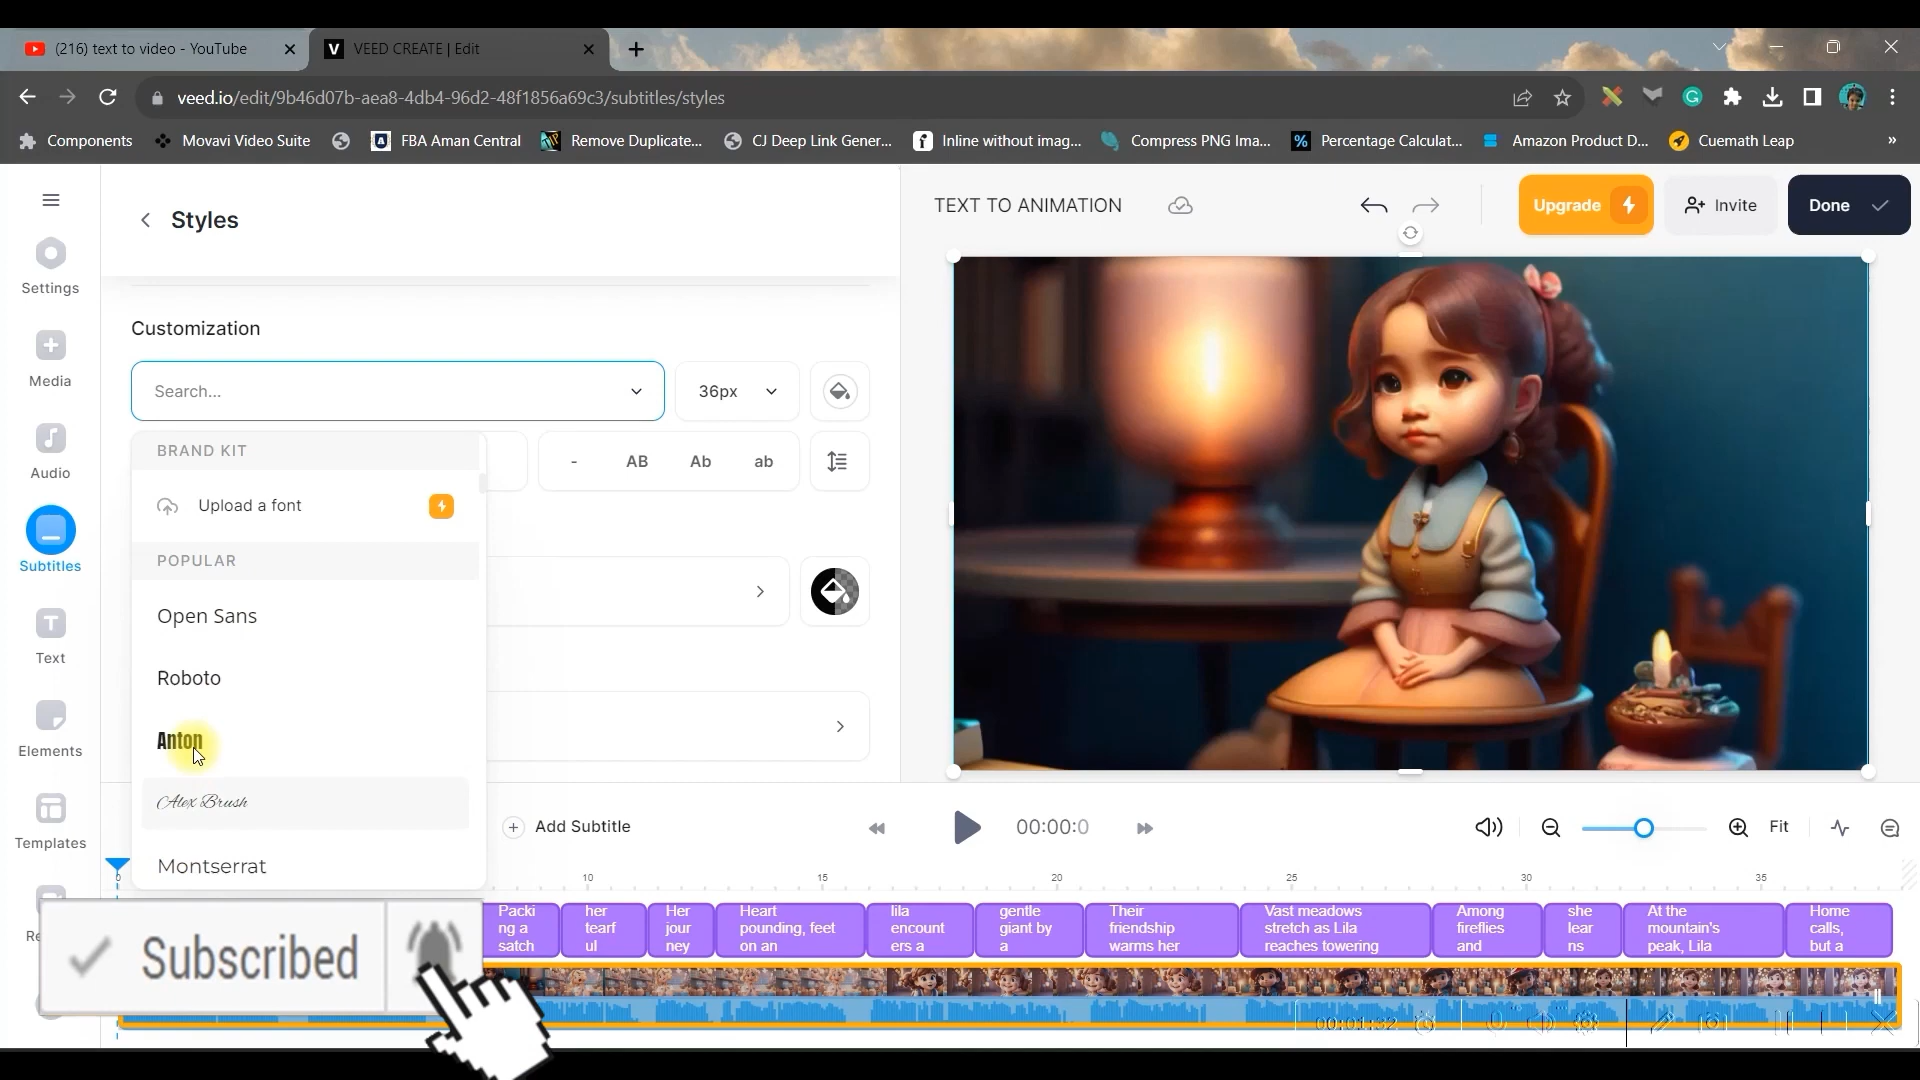 (216) text to video - YouTube
VEED CREATE | Edit
veed.io/edit/9b46d07b-aea8-4db4-96d2-48f1856a69c3/subtitles/styles
Components
Movavi Video Suite
FBA Aman Central
Remove Duplicate...
CJ Deep Link Gener...
Inline without imag...
Compress PNG Ima...
Percentage Calculat...
Amazon Product D...
Cuemath Leap
»
Styles
TEXT TO ANIMATION
Upgrade
Invite
Done
Settings
Media
Audio
Subtitles
Text
Elements
Templates
Re
Customization
Search...
36px
- AB Ab ab
BRAND KIT
Upload a font
POPULAR
Open Sans
Roboto
Anton
Alex Brush
Montserrat
Add Subtitle
00:00:0
Fit
0 10 15 20 25 30 35
Packi
ng a
satch
her
tearf
ul
Her
jour
ney
Heart
pounding, feet
on an
lila
encount
ers a
gentle
giant by
a
Their
friendship
warms her
Vast meadows
stretch as Lila
reaches towering
Among
fireflies
and
she
lear
ns
At the
mountain's
peak, Lila
Home
calls,
but a
Subscribed
00:01:32